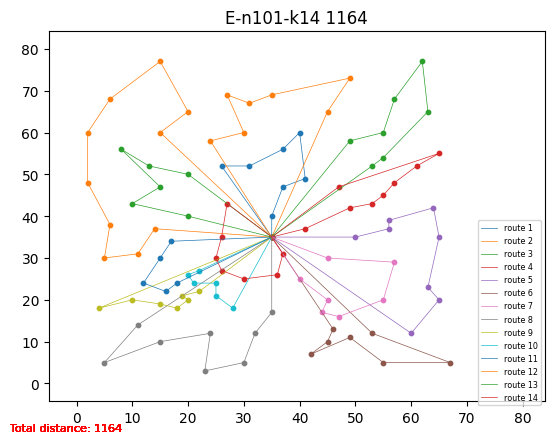 E-n101-k14 1164
80
70
60
50
40
30
20
10
0
0 10 20 30 40 50 60 70 80
route 1
route 2
route 3
route 4
route 5
route 6
route 7
route 8
route 9
route 10
route 11
route 12
route 13
route 14
Total distance: 1164